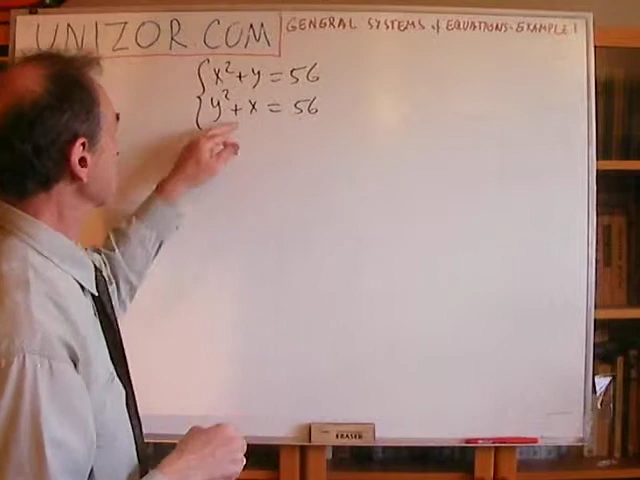 UNIZOR.COM
GENERAL SYSTEMS of EQUATIONS-EXAMPLE 1
x²+y=56
y²+x=56
ERASER